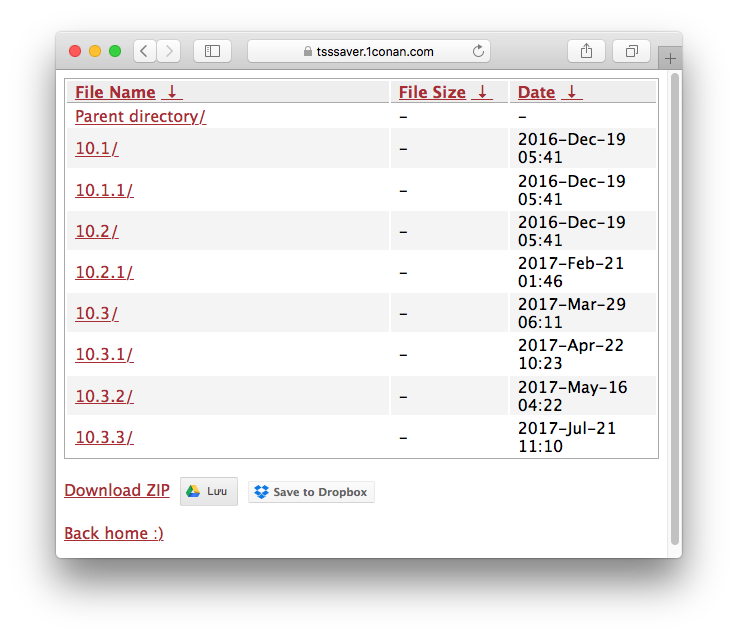 tsssaver.1conan.com
File Name ↓ File Size ↓ Date ↓
Parent directory/ – –
10.1/ – 2016-Dec-19 05:41
10.1.1/ – 2016-Dec-19 05:41
10.2/ – 2016-Dec-19 05:41
10.2.1/ – 2017-Feb-21 01:46
10.3/ – 2017-Mar-29 06:11
10.3.1/ – 2017-Apr-22 10:23
10.3.2/ – 2017-May-16 04:22
10.3.3/ – 2017-Jul-21 11:10
Download ZIP Lưu Save to Dropbox
Back home :)